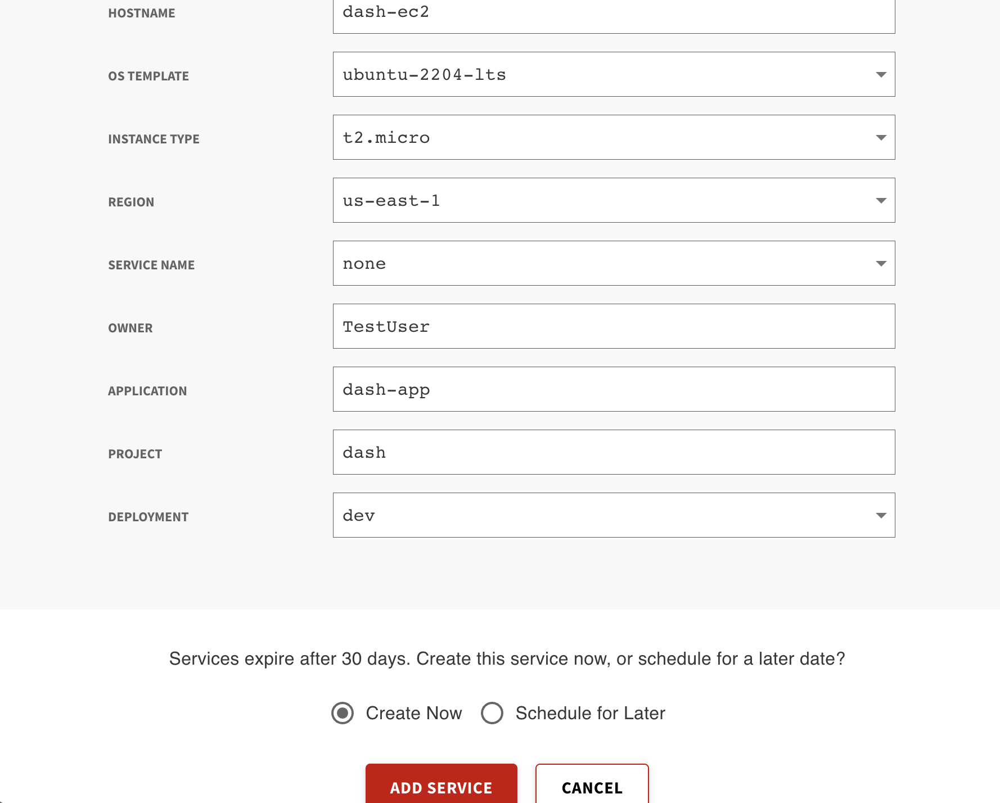 HOSTNAME dash-ec2
OS TEMPLATE ubuntu-2204-lts
INSTANCE TYPE t2.micro
REGION us-east-1
SERVICE NAME none
OWNER TestUser
APPLICATION dash-app
PROJECT dash
DEPLOYMENT dev
Services expire after 30 days. Create this service now, or schedule for a later date?
Create Now Schedule for Later
ADD SERVICE CANCEL